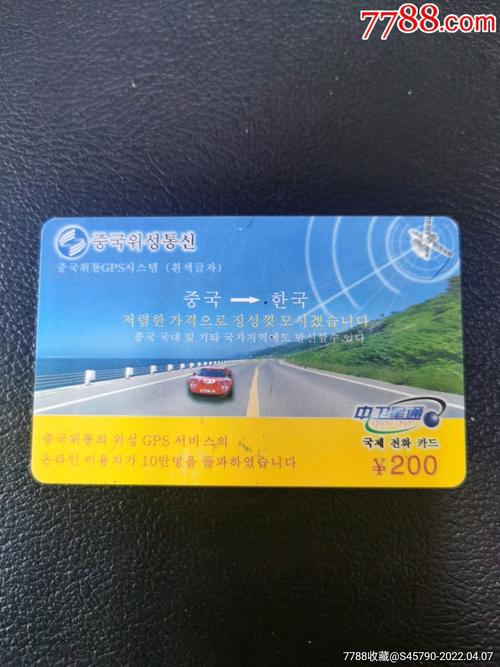 7788.com
중국위성통신
중국위통GPS시스템 (흰색글자)
중국 → 한국
저렴한 가격으로 정성껏 모시겠습니다
중국 국내 및 기타 국가지역에도 발신할수 있다
中卫星通
17970 17971
국제 전화 카드
¥200
중국위통의 위성 GPS 서비스의
온라인 이용자가 10만명을 돌파하였습니다
7788收藏@S45790-2022.04.07